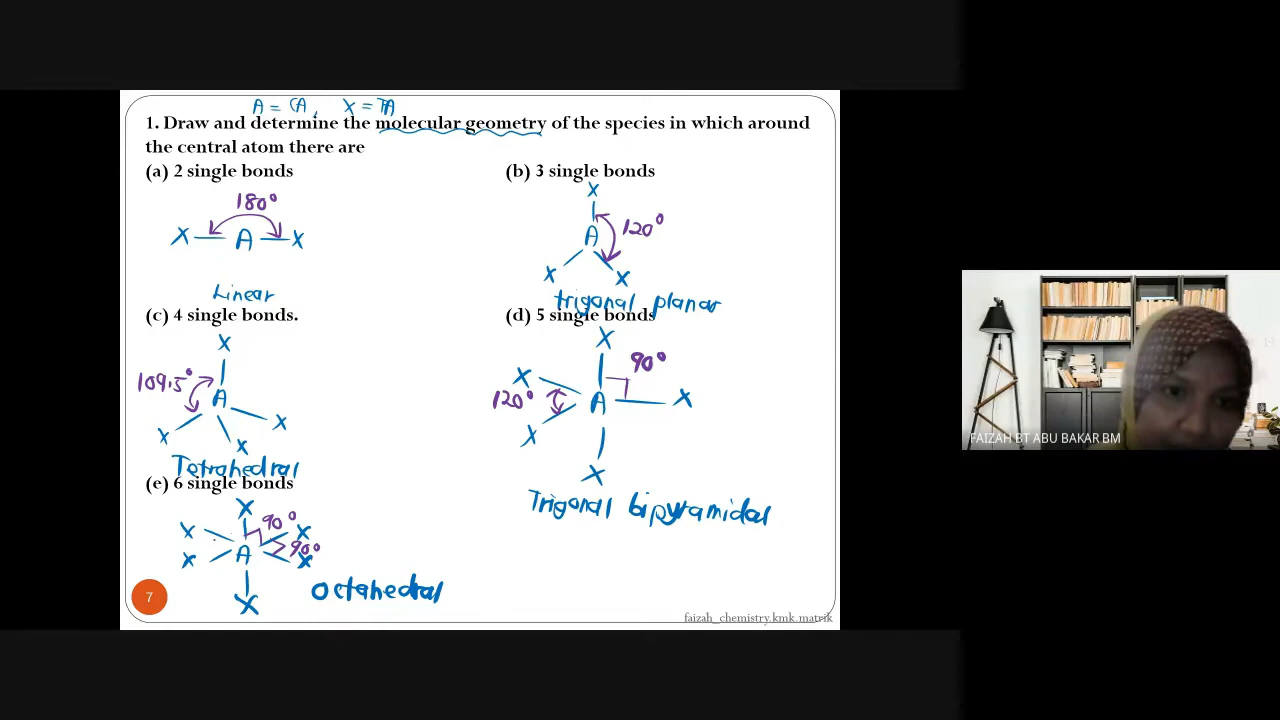 A = CA, X = TA
1. Draw and determine the molecular geometry of the species in which around
the central atom there are
(a) 2 single bonds
180°
X A X
Linear
(b) 3 single bonds
X
120°
A
X X
trigonal planar
(c) 4 single bonds.
X
109.5°
A
X X
X
Tetrahedral
(d) 5 single bonds
X
90°
X
120° A X
X
X
Trigonal bipyramidal
(e) 6 single bonds
X
90°
X X
90°
A
X X
X
octahedral
7
faizah_chemistry.kmk.matrik
FAIZAH BT ABU BAKAR BM